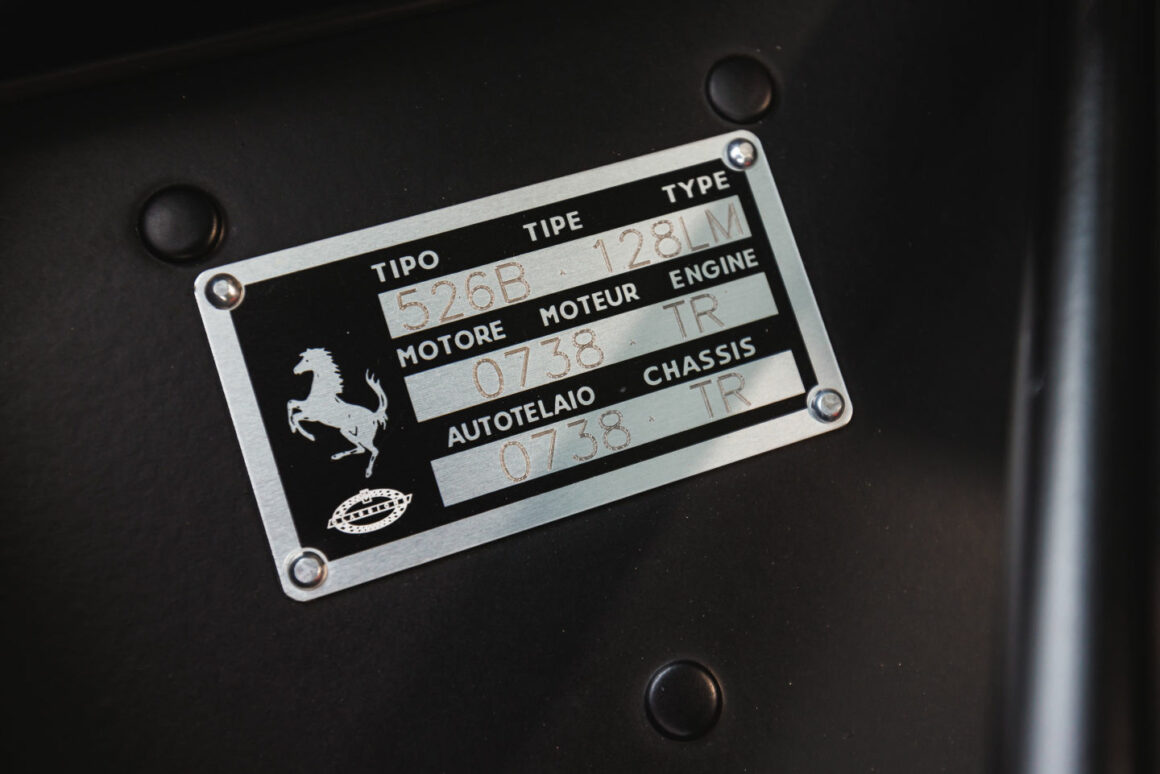 TIPO TIPE TYPE
526B · 128LM
MOTORE MOTEUR ENGINE
0738 · TR
AUTOTELAIO CHASSIS
0738 · TR